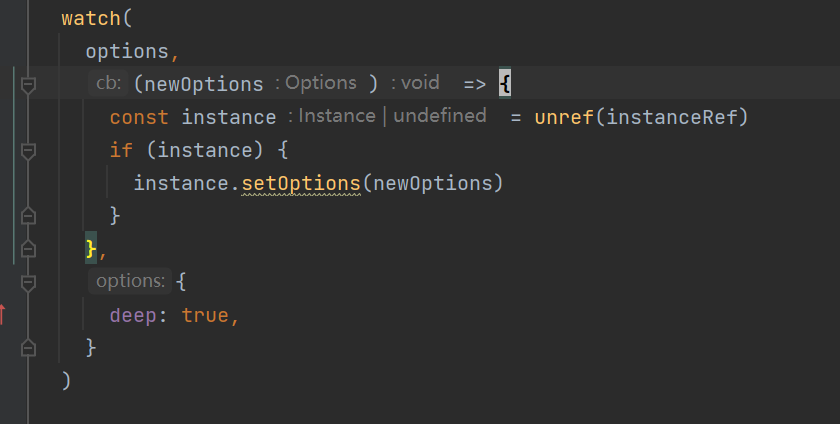 watch(
options,
cb: (newOptions : Options ) : void => {
const instance : Instance | undefined = unref(instanceRef)
if (instance) {
instance.setOptions(newOptions)
}
},
options: {
deep: true,
}
)